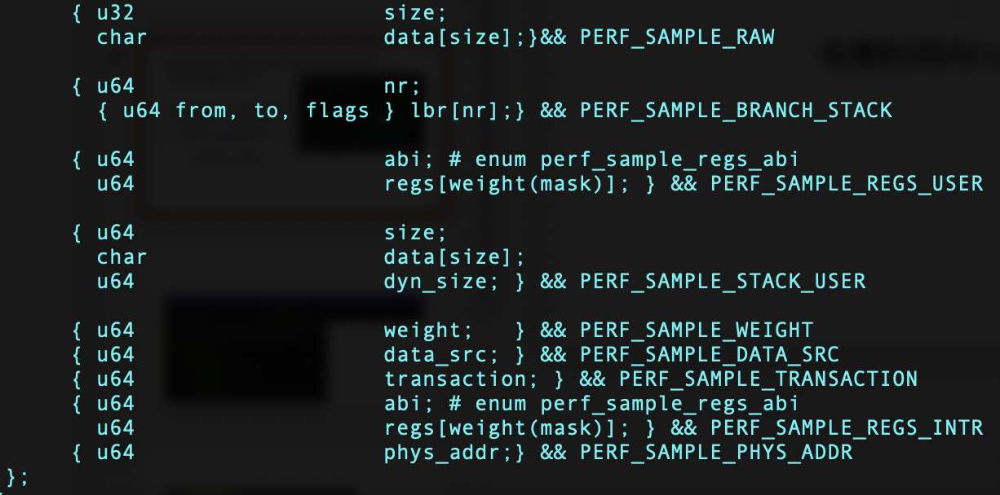 { u32                   size;
  char                  data[size];}&& PERF_SAMPLE_RAW

{ u64                   nr;
  { u64 from, to, flags } lbr[nr];} && PERF_SAMPLE_BRANCH_STACK

{ u64                   abi; # enum perf_sample_regs_abi
  u64                   regs[weight(mask)]; } && PERF_SAMPLE_REGS_USER

{ u64                   size;
  char                  data[size];
  u64                   dyn_size; } && PERF_SAMPLE_STACK_USER

{ u64                   weight;   } && PERF_SAMPLE_WEIGHT
{ u64                   data_src; } && PERF_SAMPLE_DATA_SRC
{ u64                   transaction; } && PERF_SAMPLE_TRANSACTION
{ u64                   abi; # enum perf_sample_regs_abi
  u64                   regs[weight(mask)]; } && PERF_SAMPLE_REGS_INTR
{ u64                   phys_addr;} && PERF_SAMPLE_PHYS_ADDR
};